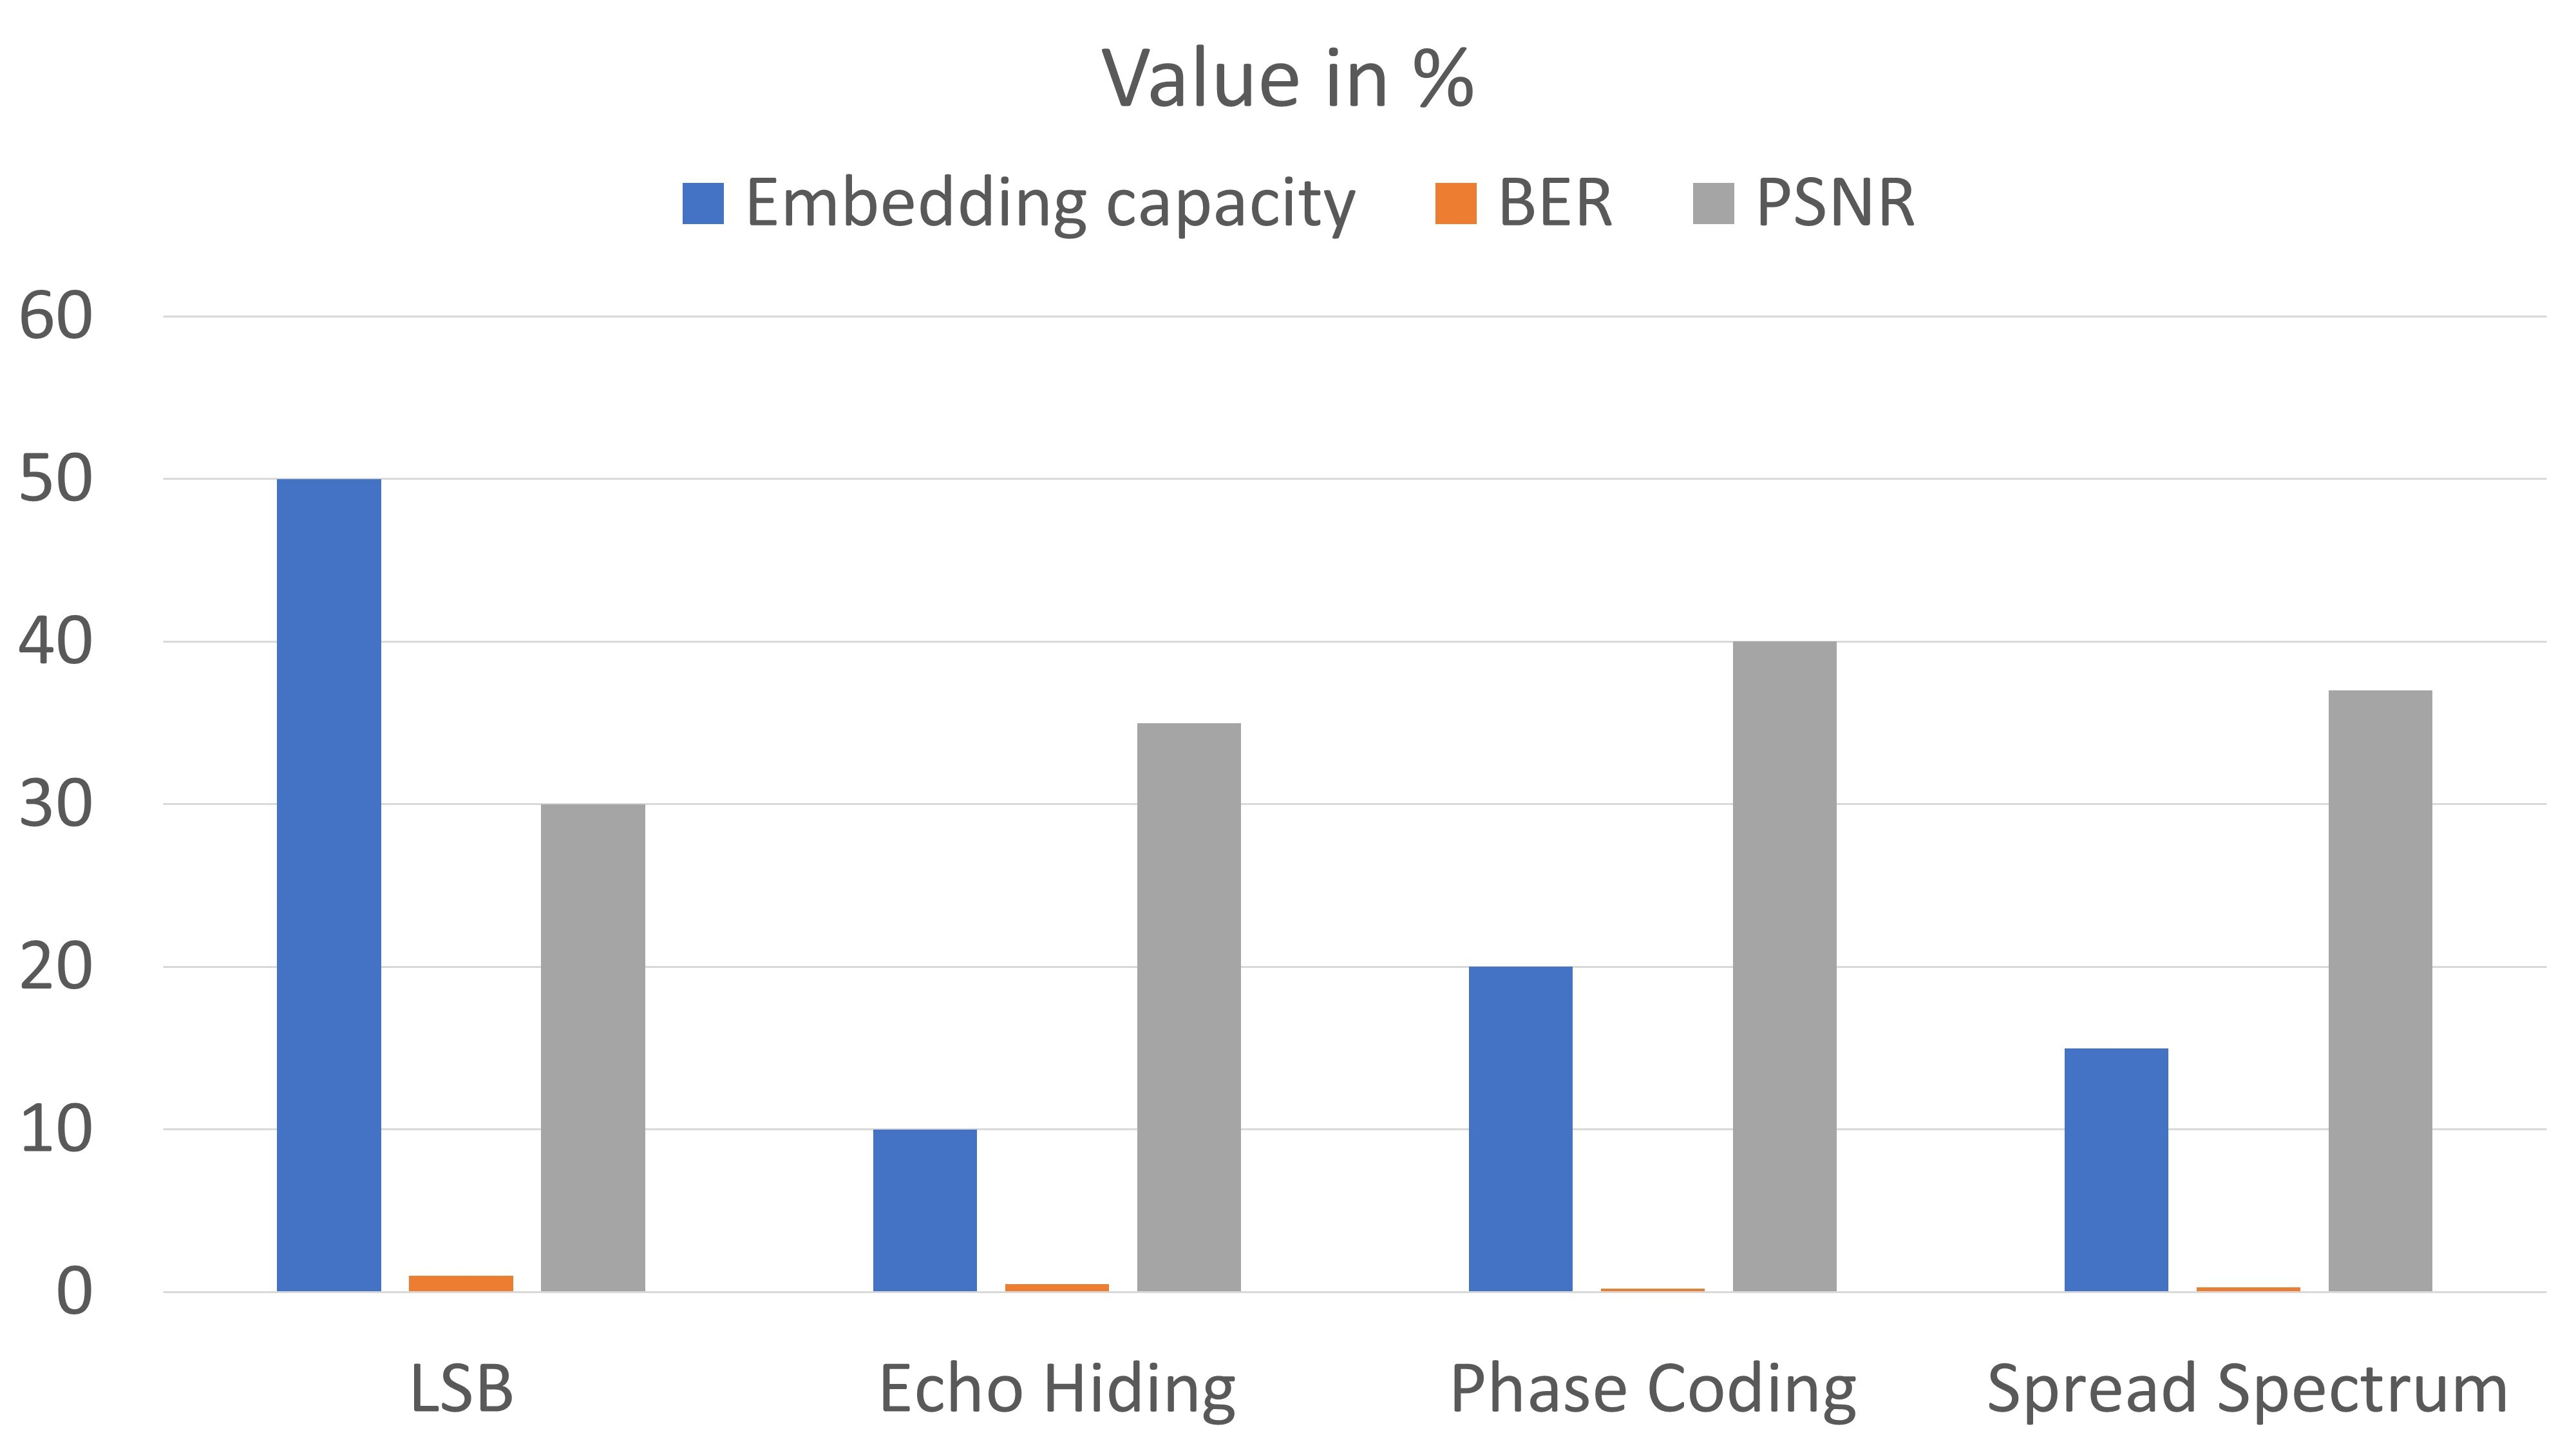 Value in %
Embedding capacity BER PSNR
60
50
40
30
20
10
0
LSB Echo Hiding Phase Coding Spread Spectrum